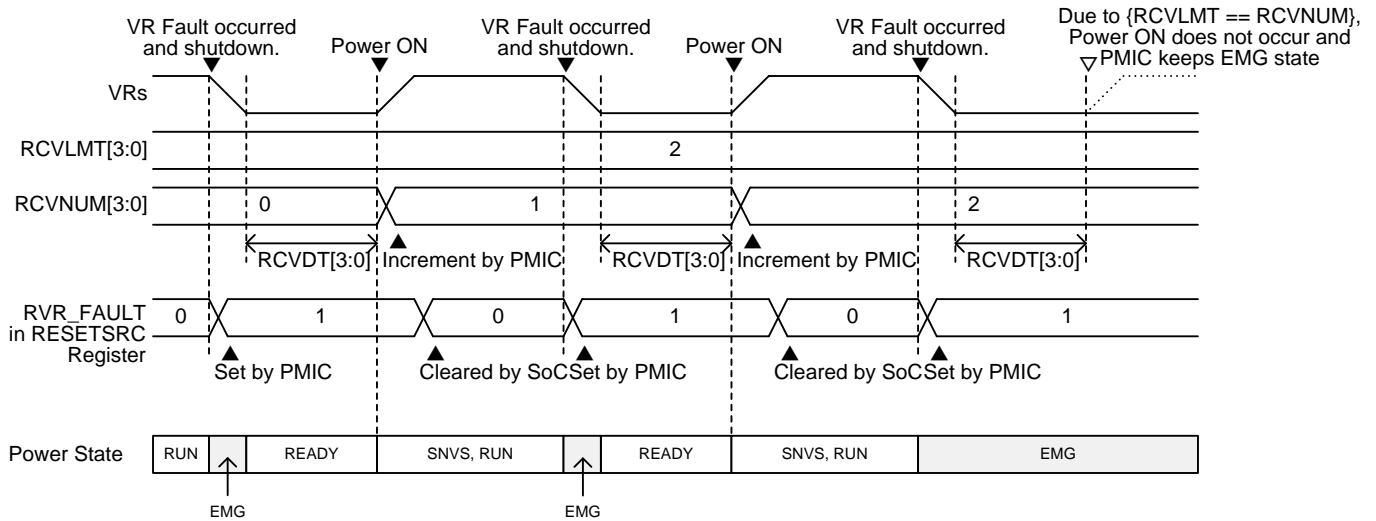 VR Fault occurred
and shutdown.
Power ON
VR Fault occurred
and shutdown.
Power ON
VR Fault occurred
and shutdown.
Due to {RCVLMT == RCVNUM},
Power ON does not occur and
PMIC keeps EMG state
VRs
RCVLMT[3:0]
2
RCVNUM[3:0]
0
1
2
RCVDT[3:0]
Increment by PMIC
RCVDT[3:0]
Increment by PMIC
RCVDT[3:0]
RVR_FAULT
in RESETSRC
Register
0
1
0
1
0
1
Set by PMIC
Cleared by SoC
Set by PMIC
Cleared by SoC
Set by PMIC
Power State
RUN
READY
SNVS, RUN
READY
SNVS, RUN
EMG
EMG
EMG